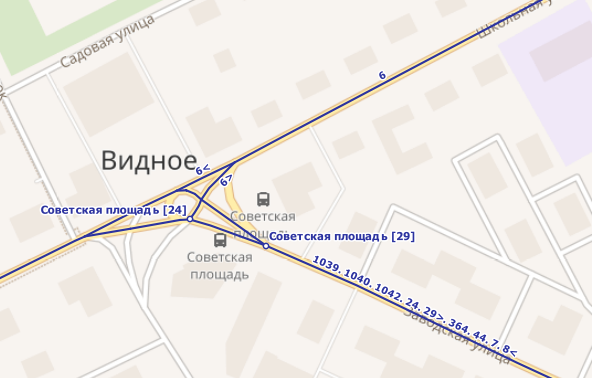 Школьная у
Садовая улица
6
Видное
6<
6>
Советская площадь [24]
Советская
площадь
Советская площадь [29]
Советская
площадь
1039. 1040. 1042. 24. 29>. 364. 44. 7. 8<
Заводская улица